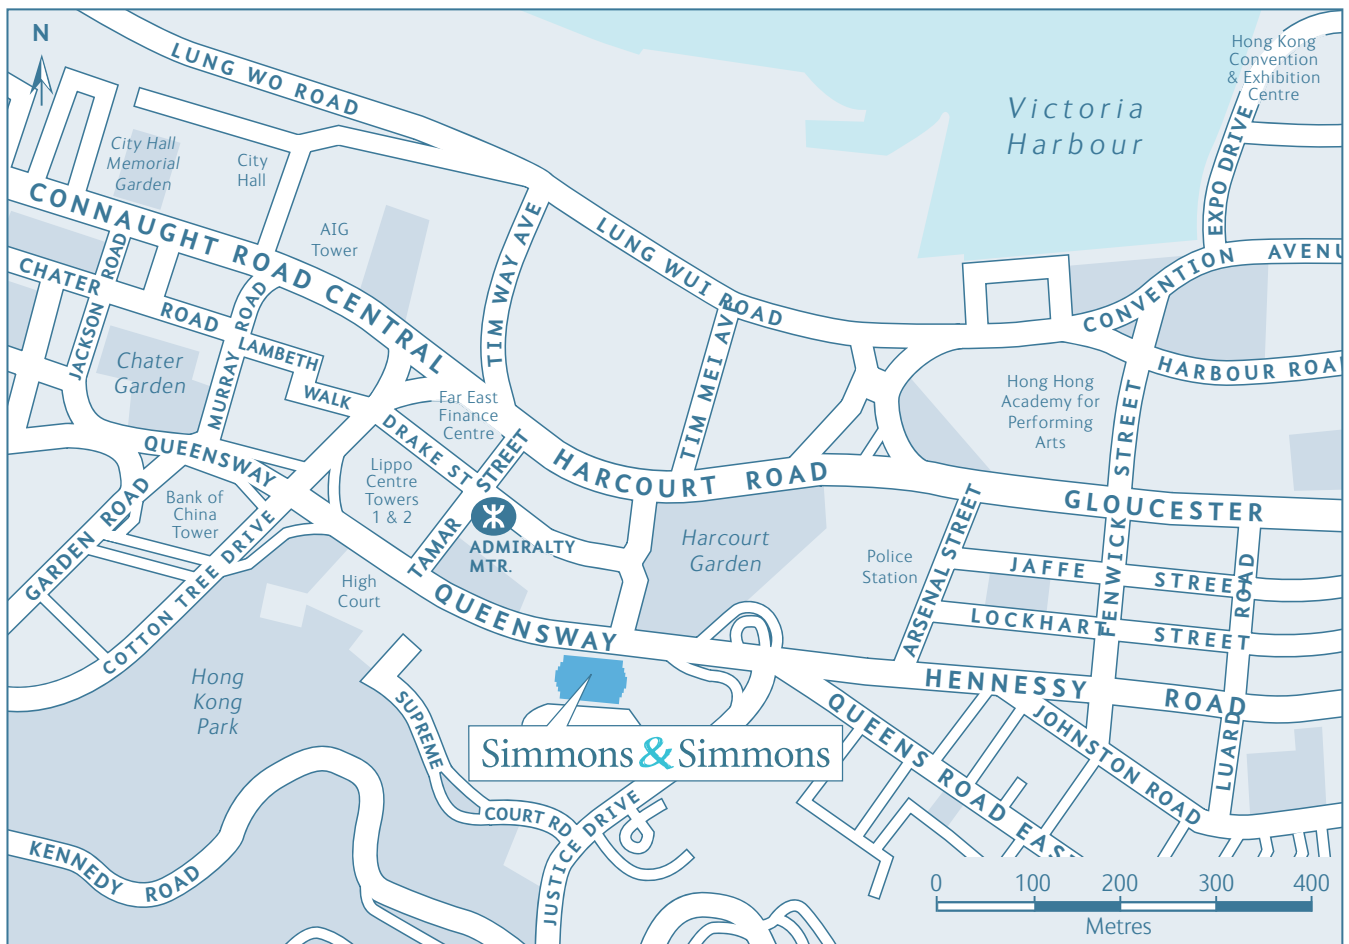 N
LUNG WO ROAD
Hong Kong
Convention
& Exhibition
Centre
Victoria
Harbour
EXPO DRIVE
City Hall
Memorial
Garden
City
Hall
CONNAUGHT ROAD CENTRAL
AIG
Tower
TIM WAY AVE
LUNG WUI ROAD
CONVENTION AVENU
CHATER ROAD
JACKSON ROAD
MURRAY ROAD
LAMBETH
WALK
Chater
Garden
TIM MEI AVE
HARBOUR ROA
Far East
Finance
Centre
Hong Hong
Academy for
Performing
Arts
DRAKE ST
TAMAR STREET
HARCOURT ROAD
GLOUCESTER
FENWICK STREET
QUEENSWAY
Lippo
Centre
Towers
1 & 2
Bank of
China
Tower
GARDEN ROAD
COTTON TREE DRIVE
ADMIRALTY
MTR.
Harcourt
Garden
Police
Station
ARSENAL STREET
JAFFE STREET
LOCKHART STREET
LUARD ROAD
High
Court
QUEENSWAY
HENNESSY ROAD
Hong
Kong
Park
SUPREME COURT RD
Simmons & Simmons
QUEENS ROAD EAS
JOHNSTON ROAD
JUSTICE DRIVE
KENNEDY ROAD
0 100 200 300 400
Metres